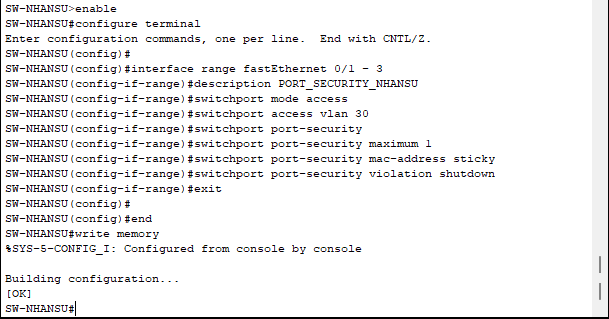 SW-NHANSU>enable
SW-NHANSU#configure terminal
Enter configuration commands, one per line.  End with CNTL/Z.
SW-NHANSU(config)#
SW-NHANSU(config)#interface range fastEthernet 0/1 - 3
SW-NHANSU(config-if-range)#description PORT_SECURITY_NHANSU
SW-NHANSU(config-if-range)#switchport mode access
SW-NHANSU(config-if-range)#switchport access vlan 30
SW-NHANSU(config-if-range)#switchport port-security
SW-NHANSU(config-if-range)#switchport port-security maximum 1
SW-NHANSU(config-if-range)#switchport port-security mac-address sticky
SW-NHANSU(config-if-range)#switchport port-security violation shutdown
SW-NHANSU(config-if-range)#exit
SW-NHANSU(config)#
SW-NHANSU(config)#end
SW-NHANSU#write memory
%SYS-5-CONFIG_I: Configured from console by console
Building configuration...
[OK]
SW-NHANSU#